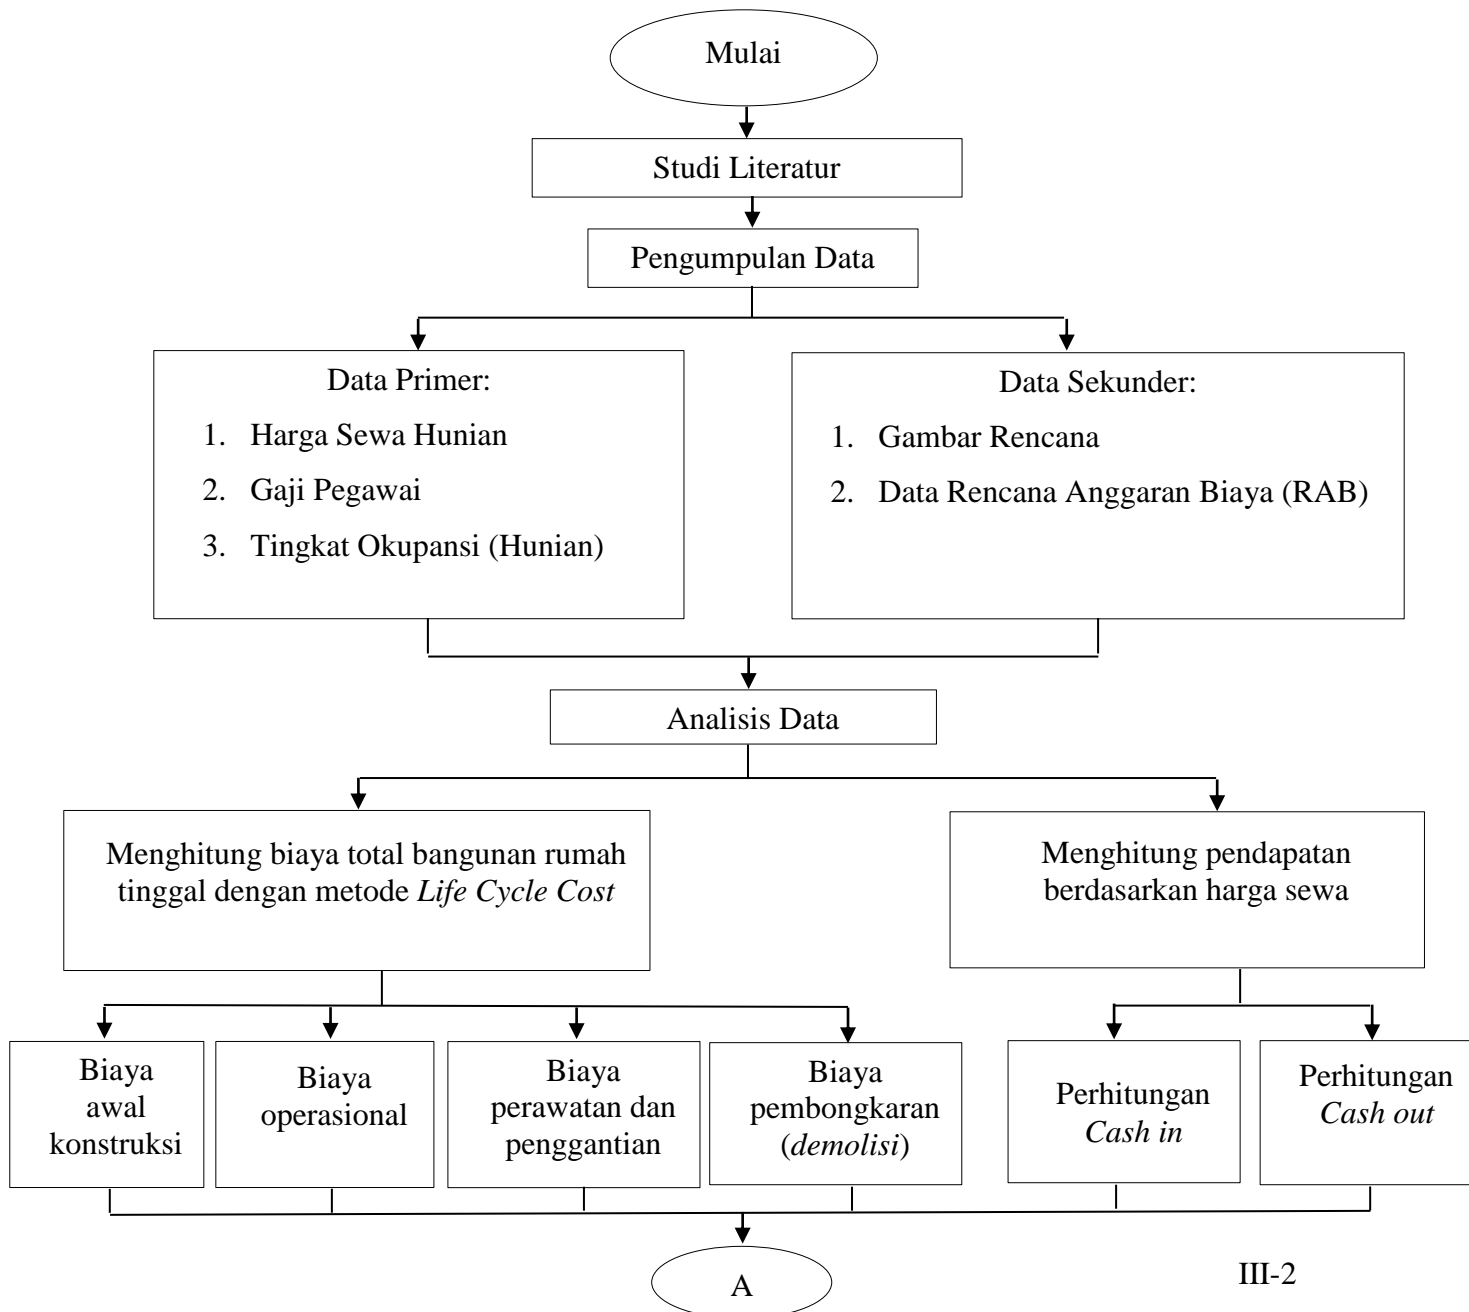 Mulai
Studi Literatur
Pengumpulan Data
Data Primer:
1. Harga Sewa Hunian
2. Gaji Pegawai
3. Tingkat Okupansi (Hunian)
Data Sekunder:
1. Gambar Rencana
2. Data Rencana Anggaran Biaya (RAB)
Analisis Data
Menghitung biaya total bangunan rumah
tinggal dengan metode Life Cycle Cost
Menghitung pendapatan
berdasarkan harga sewa
Biaya
awal
konstruksi
Biaya
operasional
Biaya
perawatan dan
penggantian
Biaya
pembongkaran
(demolisi)
Perhitungan
Cash in
Perhitungan
Cash out
A
III-2